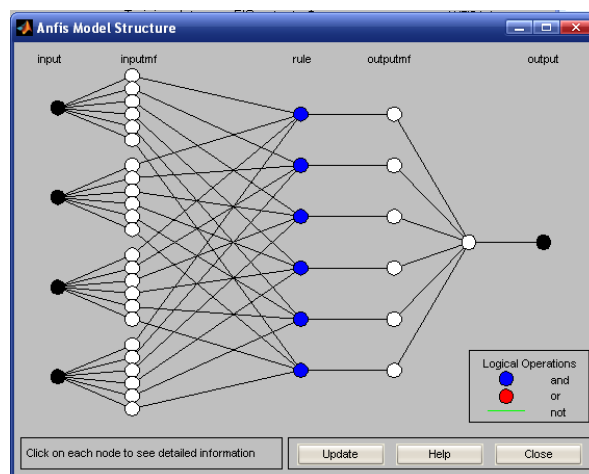 Anfis Model Structure
input inputmf rule outputmf output
Logical Operations
and
or
not
Click on each node to see detailed information
Update Help Close